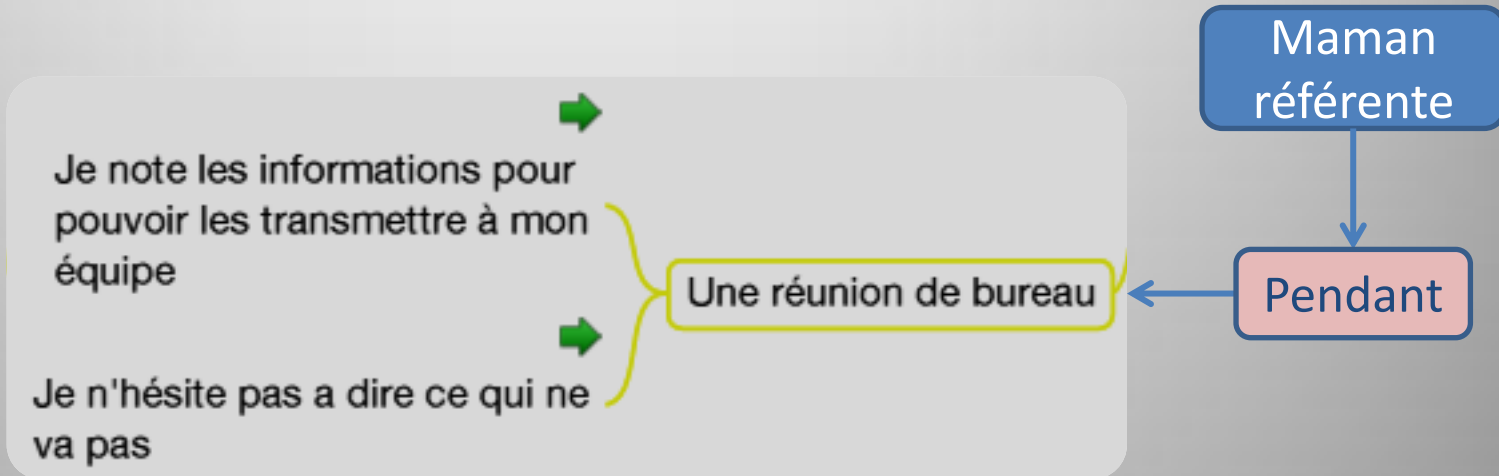 Maman
référente
Je note les informations pour
pouvoir les transmettre à mon
équipe
Une réunion de bureau
Pendant
Je n'hésite pas a dire ce qui ne
va pas